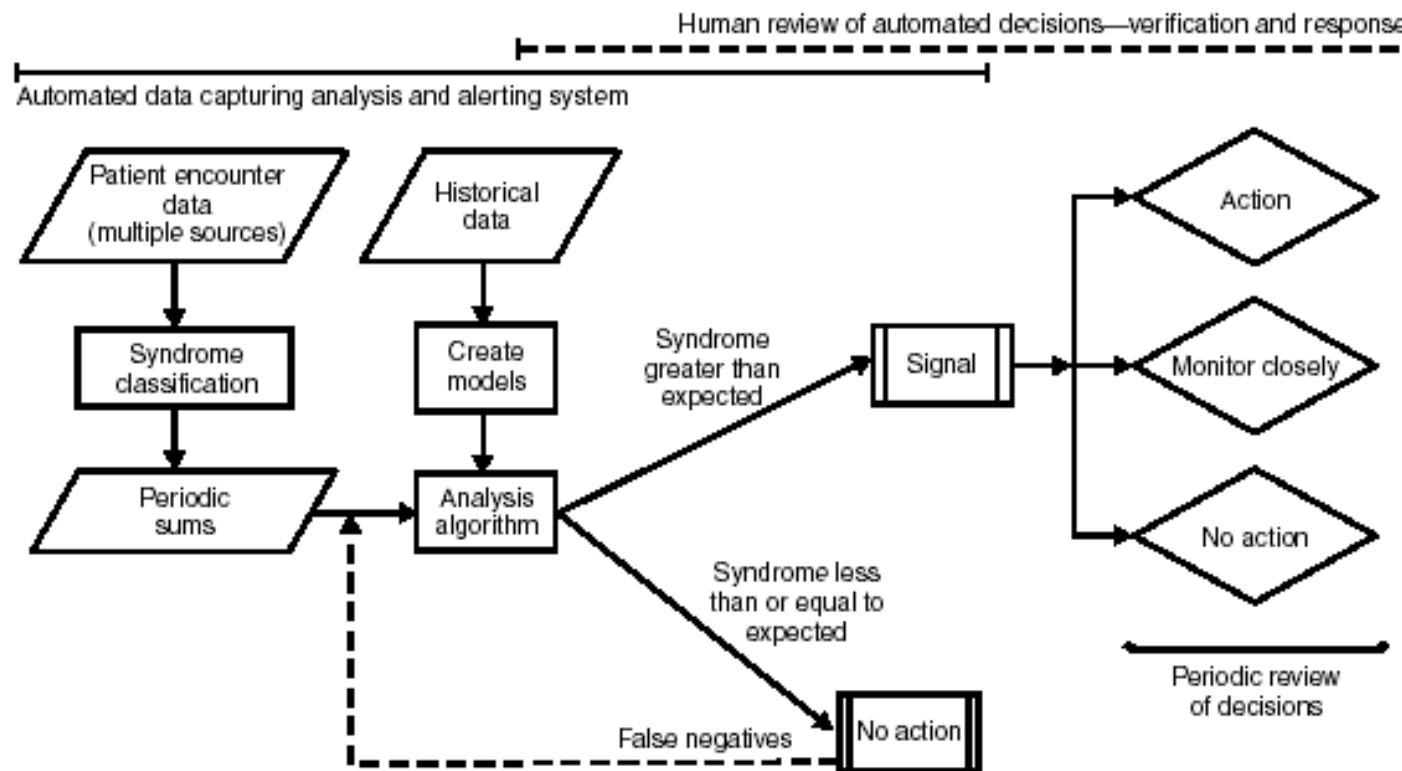 Human review of automated decisions—verification and response
Automated data capturing analysis and alerting system
Patient encounter
data
(multiple sources)
Historical
data
Action
Syndrome
classification
Create
models
Syndrome
greater than
expected
Signal
Monitor closely
Periodic
sums
Analysis
algorithm
No action
Syndrome less
than or equal to
expected
Periodic review
of decisions
False negatives
No action